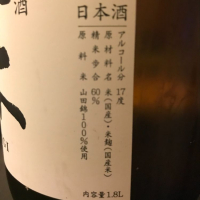 日本酒
アルコール分 17度
原材料名 米(国産)・米麹(国産米)
精米歩合 60%
原料米 山田錦100%使用
内容量1.8L
酒